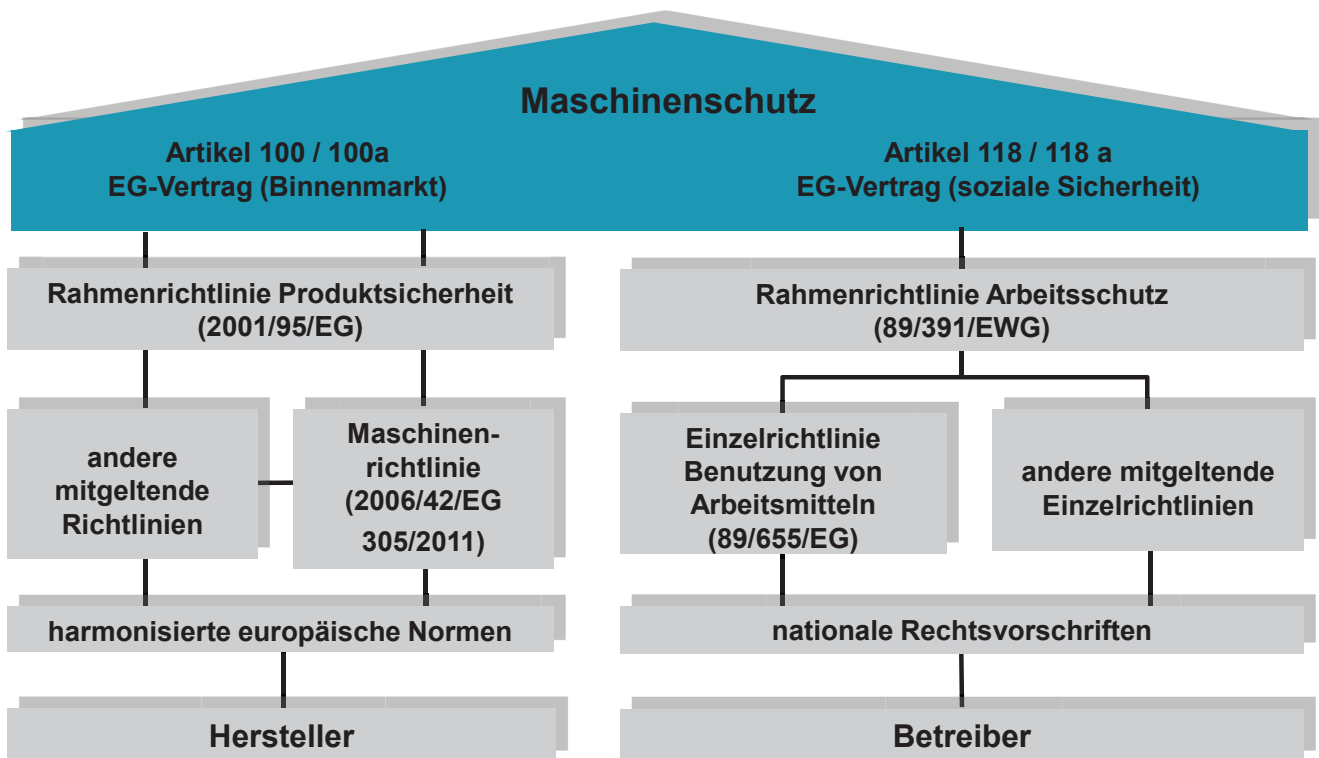 Maschinenschutz
Artikel 100 / 100a
EG-Vertrag (Binnenmarkt)
Artikel 118 / 118 a
EG-Vertrag (soziale Sicherheit)
Rahmenrichtlinie Produktsicherheit
(2001/95/EG)
Rahmenrichtlinie Arbeitsschutz
(89/391/EWG)
andere
mitgeltende
Richtlinien
Maschinen-
richtlinie
(2006/42/EG
305/2011)
Einzelrichtlinie
Benutzung von
Arbeitsmitteln
(89/655/EG)
andere mitgeltende
Einzelrichtlinien
harmonisierte europäische Normen
nationale Rechtsvorschriften
Hersteller
Betreiber